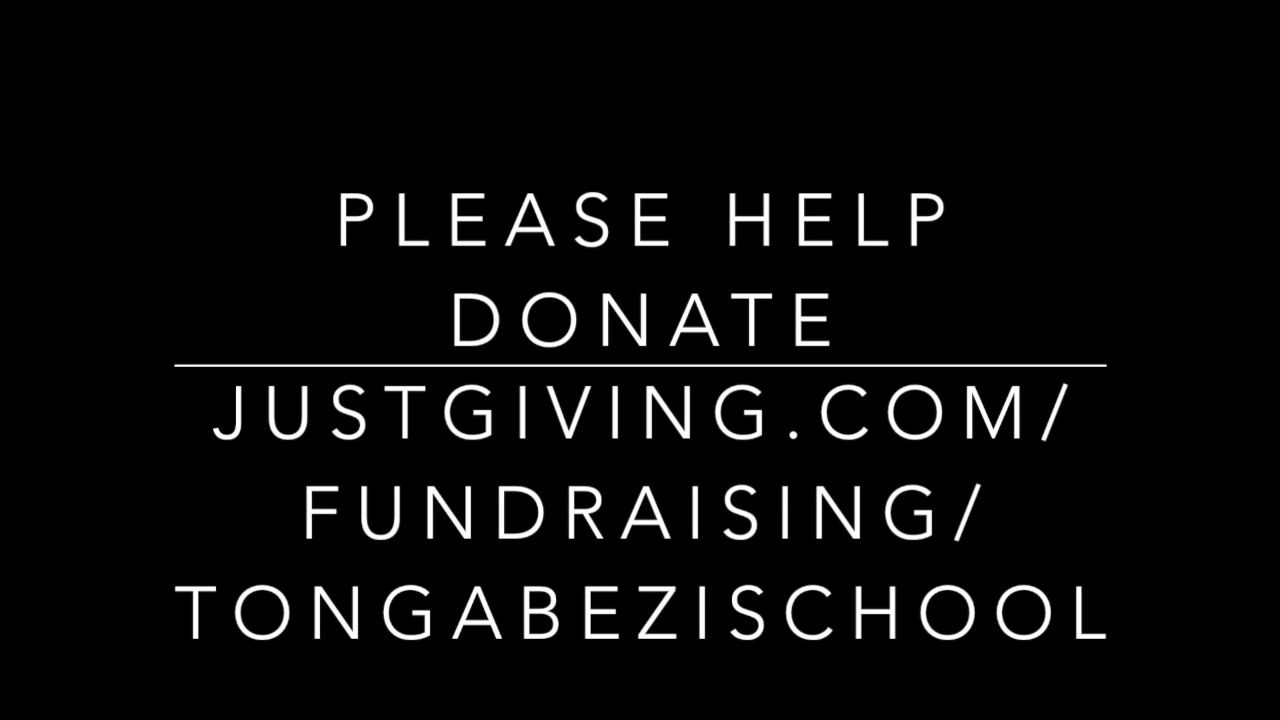 PLEASE HELP
DONATE
JUSTGIVING.COM/
FUNDRAISING/
TONGABEZISCHOOL